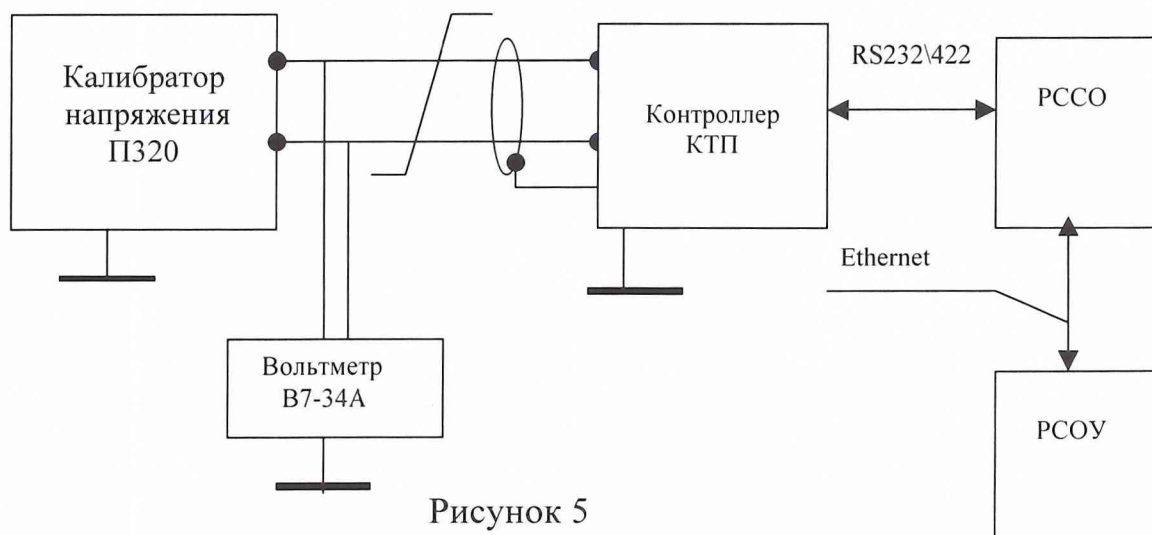 Калибратор
напряжения
П320
Контроллер
КТП
RS232\422
РССО
Ethernet
Вольтметр
В7-34А
РСОУ
Рисунок 5